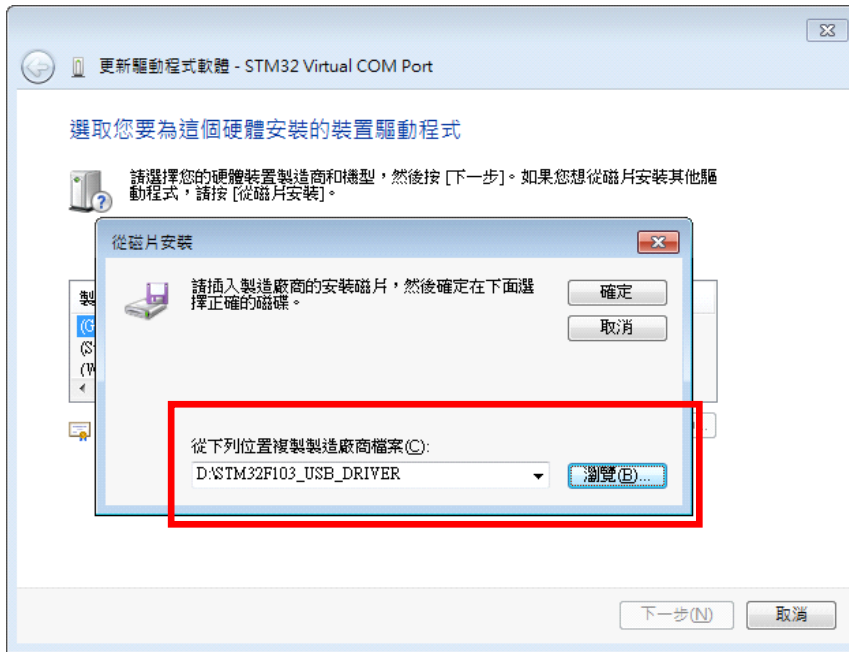 更新驅動程式軟體 - STM32 Virtual COM Port
選取您要為這個硬體安裝的裝置驅動程式
請選擇您的硬體裝置製造商和機型，然後按 [下一步]。如果您想從磁片安裝其他驅
動程式，請按 [從磁片安裝]。
從磁片安裝
請插入製造廠商的安裝磁片，然後確定在下面選
擇正確的磁碟。
確定
取消
製
(G
(S
(W
從下列位置複製製造廠商檔案(C):
D:\STM32F103_USB_DRIVER
瀏覽(B)...
下一步(N)
取消